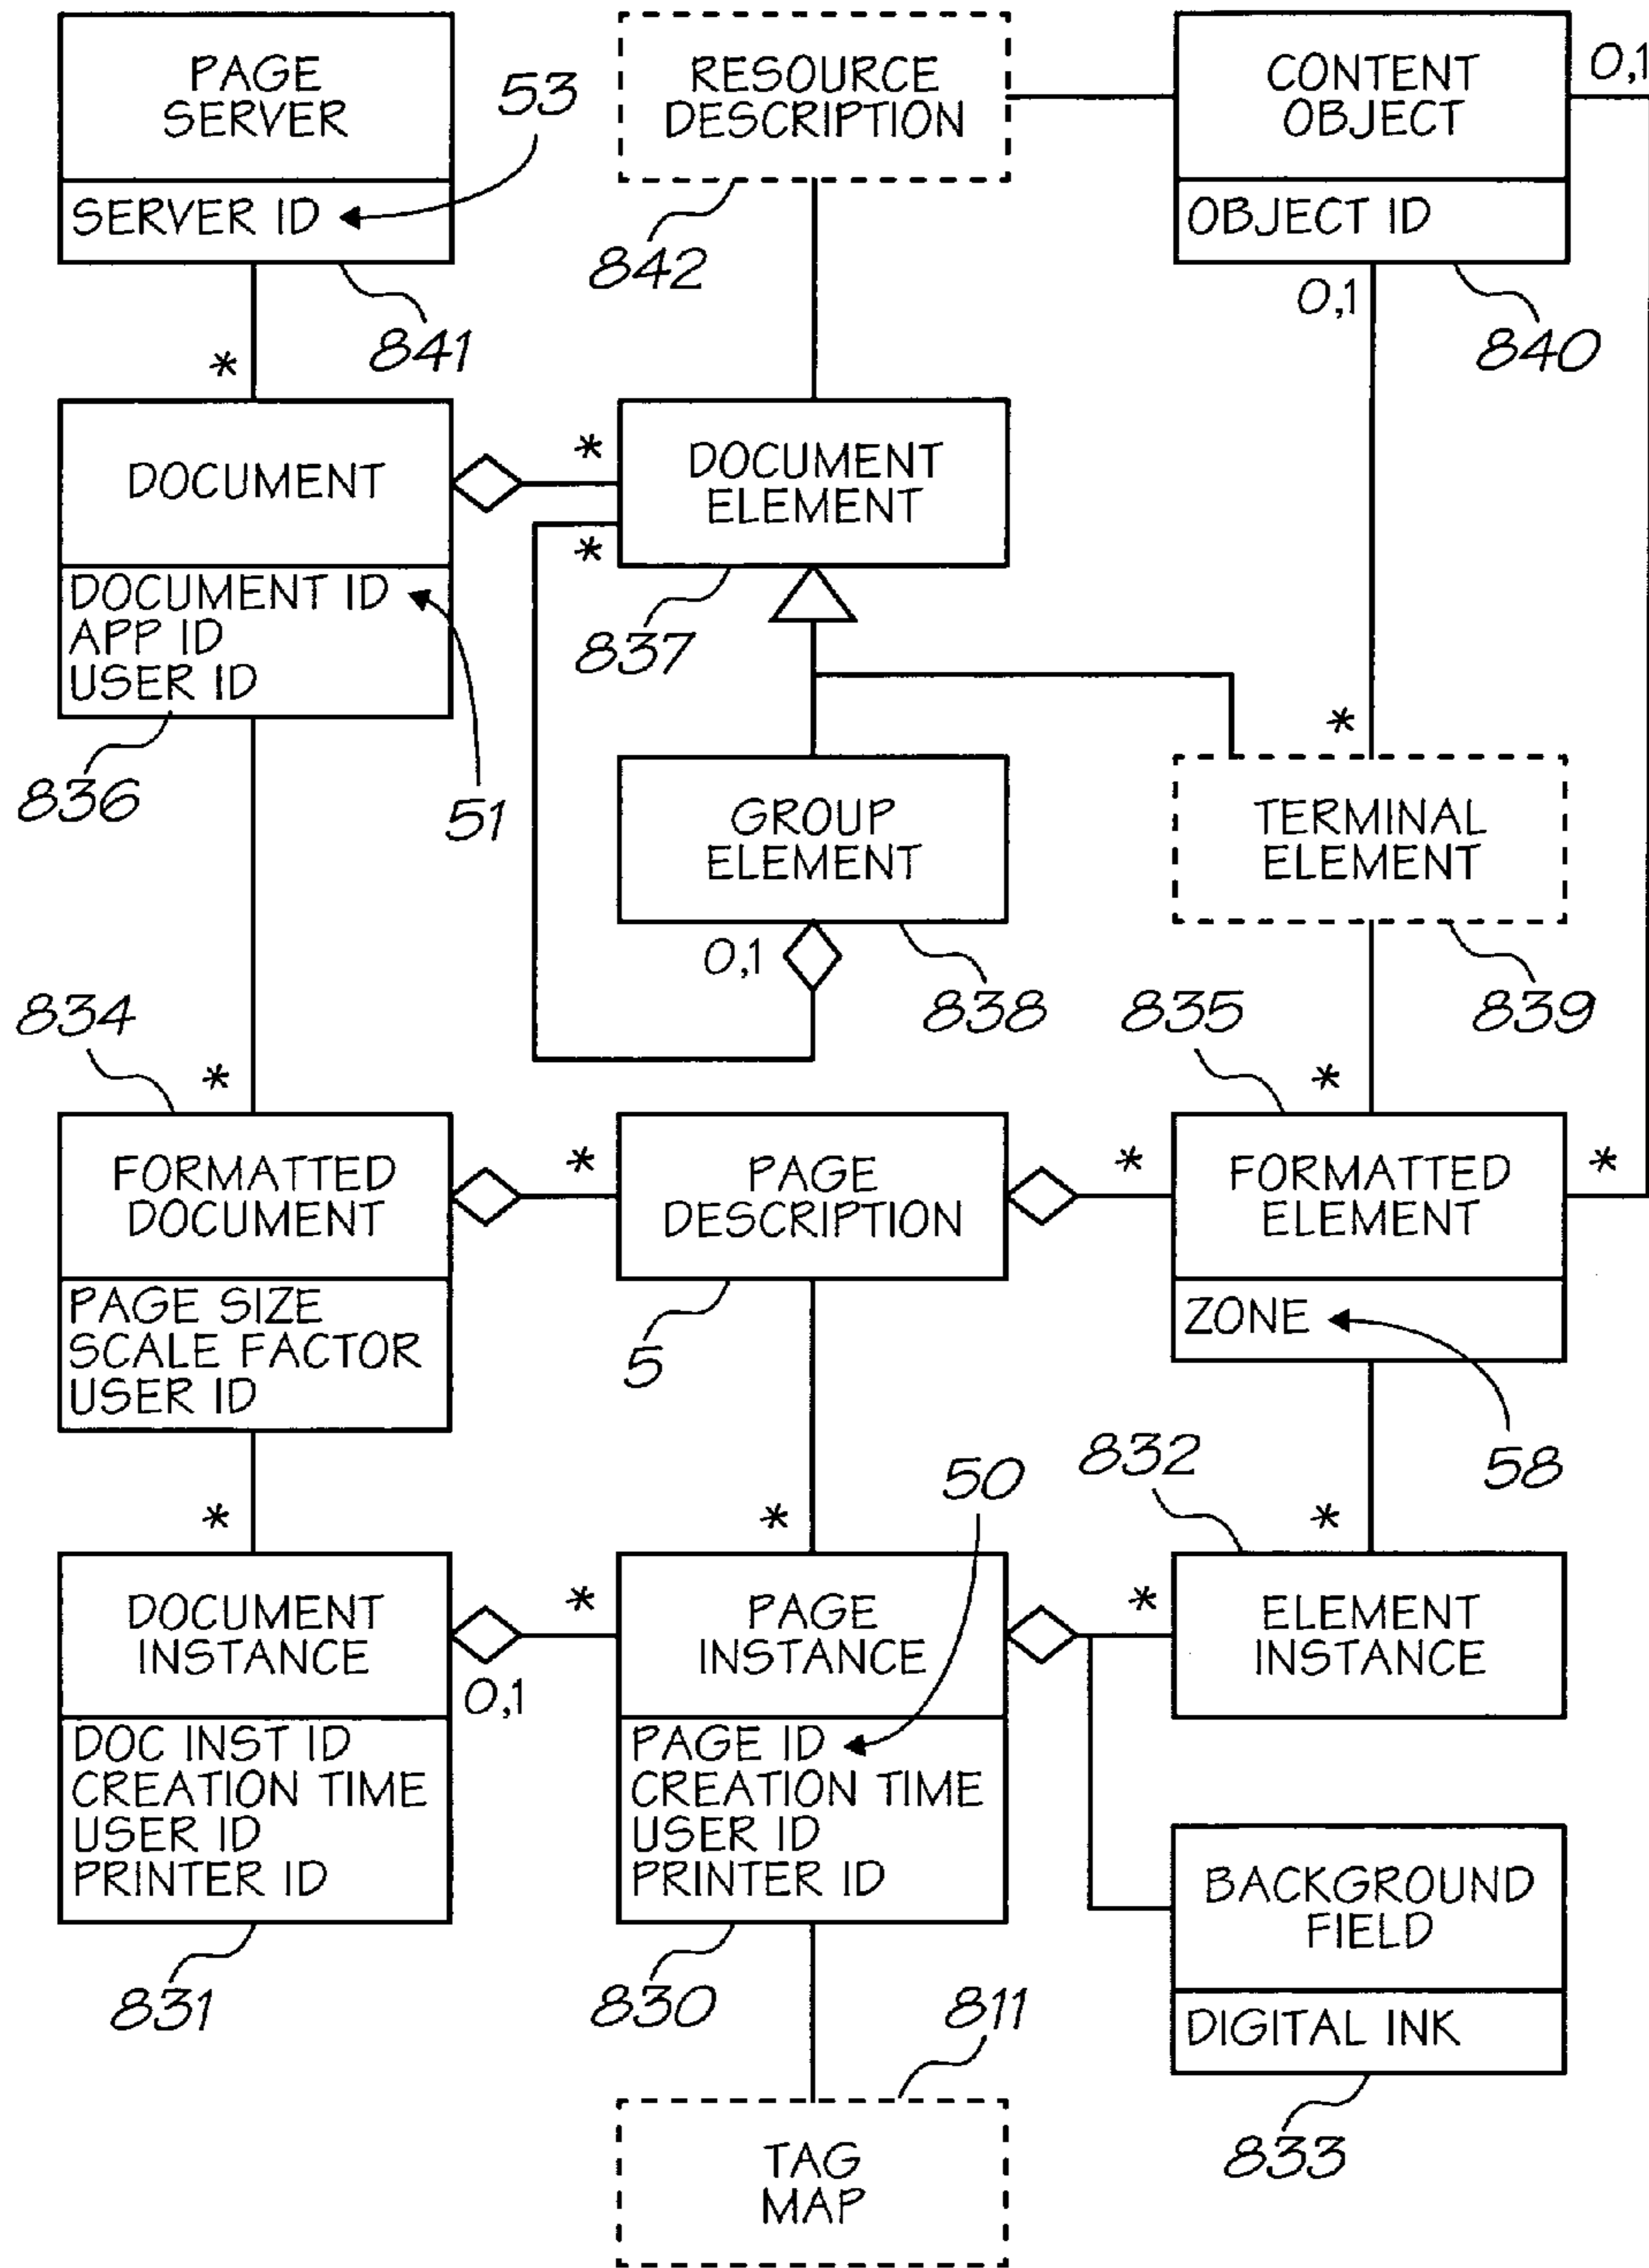 PAGE
SERVER
SERVER ID
53
841
*
RESOURCE
DESCRIPTION
842
CONTENT
OBJECT
OBJECT ID
0,1
0,1
840
DOCUMENT
DOCUMENT ID
APP ID
USER ID
836
51
*
*
DOCUMENT
ELEMENT
837
GROUP
ELEMENT
0,1
838
*
TERMINAL
ELEMENT
839
834
*
FORMATTED
DOCUMENT
PAGE SIZE
SCALE FACTOR
USER ID
*
PAGE
DESCRIPTION
5
*
835
*
FORMATTED
ELEMENT
*
ZONE
58
*
DOCUMENT
INSTANCE
0,1
DOC INST ID
CREATION TIME
USER ID
PRINTER ID
831
*
*
50
PAGE
INSTANCE
PAGE ID
CREATION TIME
USER ID
PRINTER ID
830
832
*
*
ELEMENT
INSTANCE
BACKGROUND
FIELD
DIGITAL INK
833
811
TAG
MAP